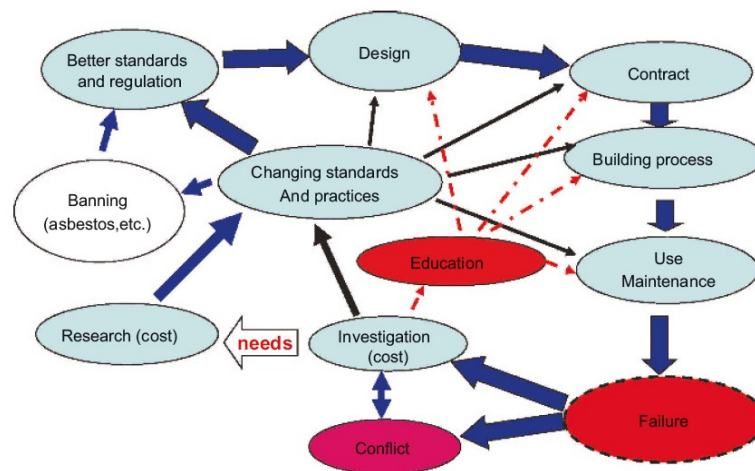 Better standards
and regulation
Design
Contract
Building process
Changing standards
And practices
Banning
(asbestos,etc.)
Education
Use
Maintenance
Research (cost)
needs
Investigation
(cost)
Failure
Conflict